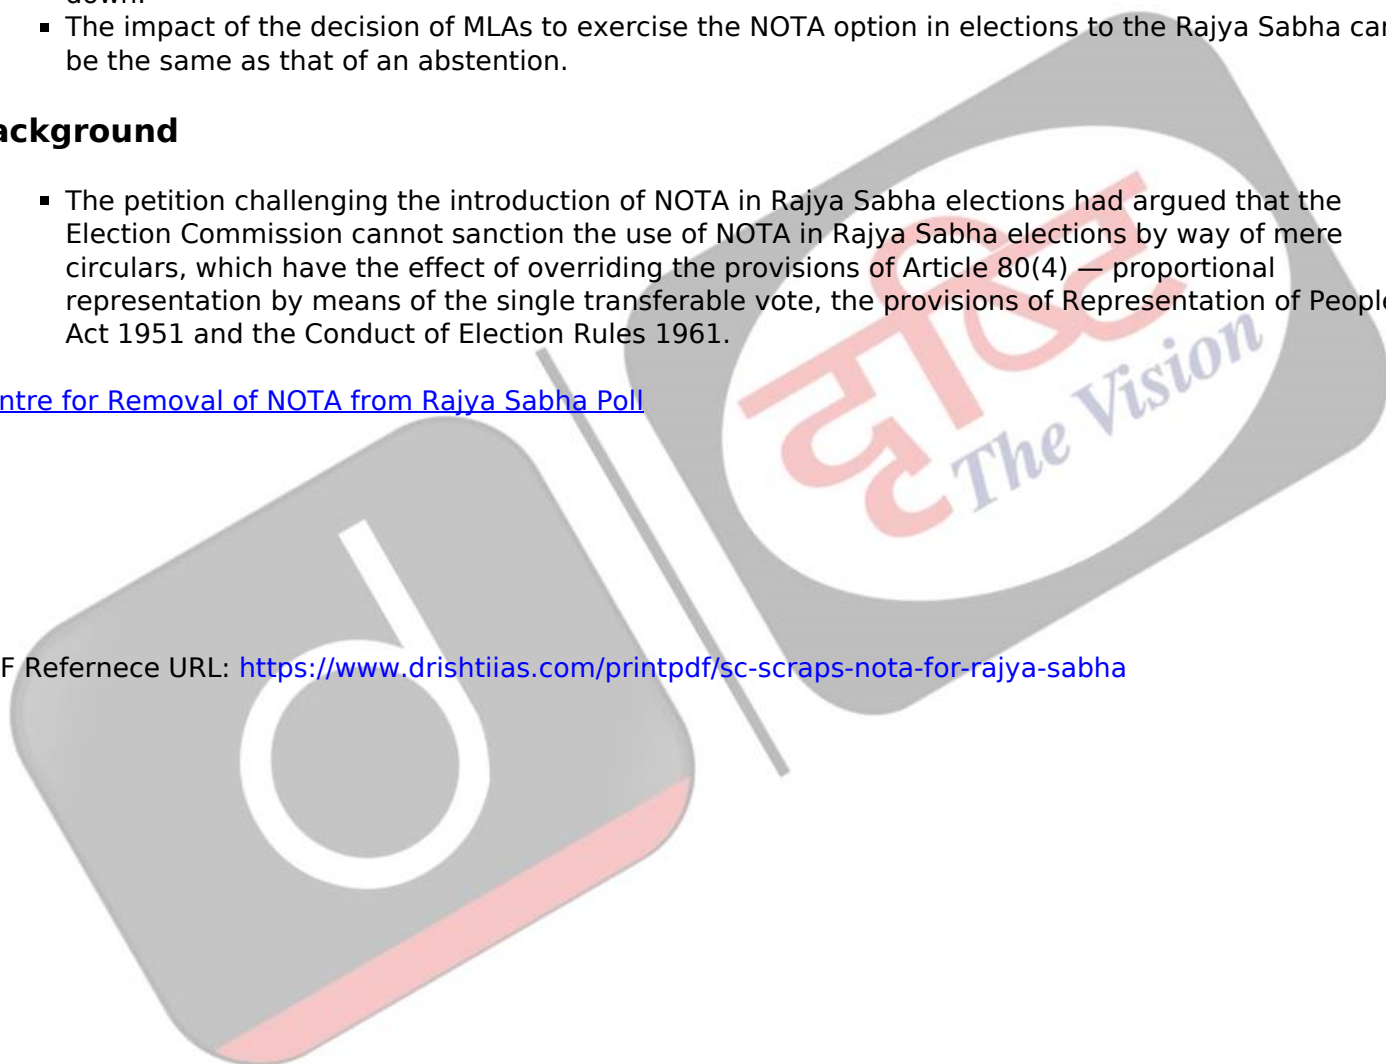 down.
The impact of the decision of MLAs to exercise the NOTA option in elections to the Rajya Sabha can
be the same as that of an abstention.
ackground
The petition challenging the introduction of NOTA in Rajya Sabha elections had argued that the
Election Commission cannot sanction the use of NOTA in Rajya Sabha elections by way of mere
circulars, which have the effect of overriding the provisions of Article 80(4) — proportional
representation by means of the single transferable vote, the provisions of Representation of People
Act 1951 and the Conduct of Election Rules 1961.
ntre for Removal of NOTA from Rajya Sabha Poll
दृष्टि
The Vision
F Refernece URL: https://www.drishtiias.com/printpdf/sc-scraps-nota-for-rajya-sabha